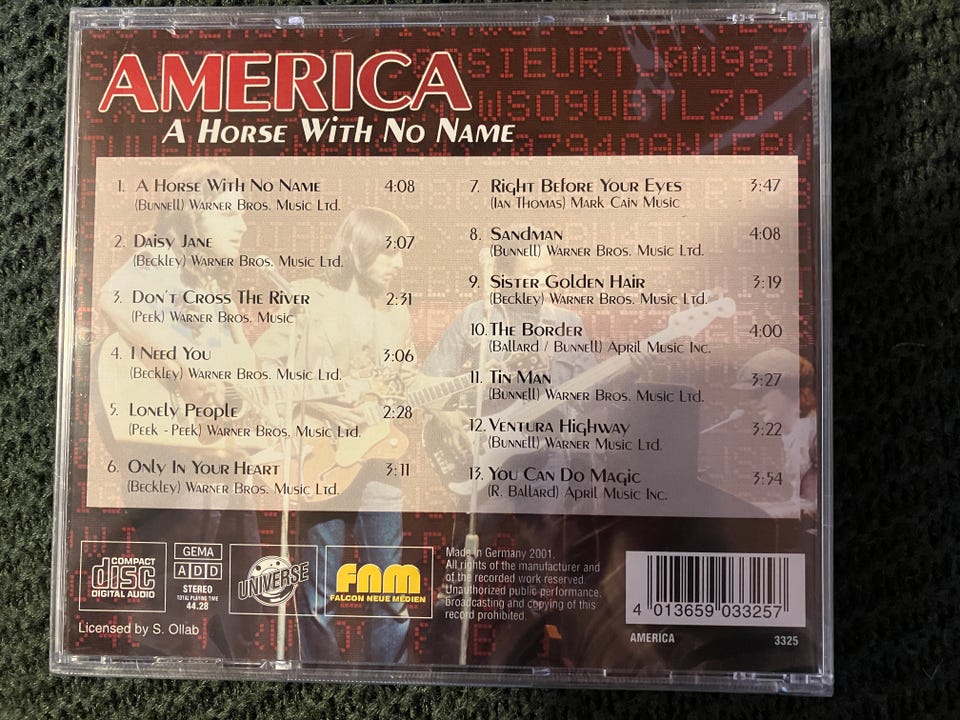 AMERICA
A Horse With No Name
1. A Horse With No Name 4:08
(Bunnell) Warner Bros. Music Ltd.
2. Daisy Jane 3:07
(Beckley) Warner Bros. Music Ltd.
3. Don't Cross The River 2:31
(Peek) Warner Bros. Music
4. I Need You 3:06
(Beckley) Warner Bros. Music Ltd.
5. Lonely People 2:28
(Peek - Peek) Warner Bros. Music Ltd.
6. Only In Your Heart 3:11
(Beckley) Warner Bros. Music Ltd.
7. Right Before Your Eyes 3:47
(Ian Thomas) Mark Cain Music
8. Sandman 4:08
(Bunnell) Warner Bros. Music Ltd.
9. Sister Golden Hair 3:19
(Beckley) Warner Bros. Music Ltd.
10. The Border 4:00
(Ballard / Bunnell) April Music Inc.
11. Tin Man 3:27
(Bunnell) Warner Bros. Music Ltd.
12. Ventura Highway 3:22
(Bunnell) Warner Music Ltd.
13. You Can Do Magic 3:54
(R. Ballard) April Music Inc.
COMPACT
disc
DIGITAL AUDIO
GEMA
ADD
STEREO
TOTAL PLAYING TIME
44.28
UNIVERSE
FNM
FALCON NEUE MEDIEN
Made in Germany 2001.
All rights of the manufacturer and
of the recorded work reserved.
Unauthorized public performance,
broadcasting and copying of this
record prohibited.
4 013659 033257
AMERICA 3325
Licensed by S. Ollab